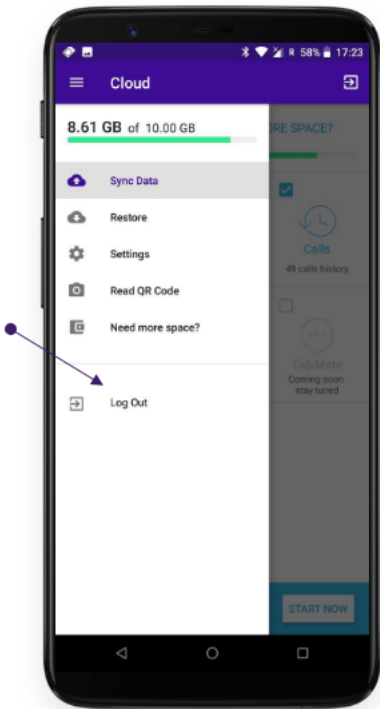 R 58% 17:23
Cloud
8.61 GB of 10.00 GB
RE SPACE?
Sync Data
Restore
Settings
Read QR Code
Need more space?
Log Out
Calls
49 calls history
TalkMate
Coming soon
stay tuned
START NOW